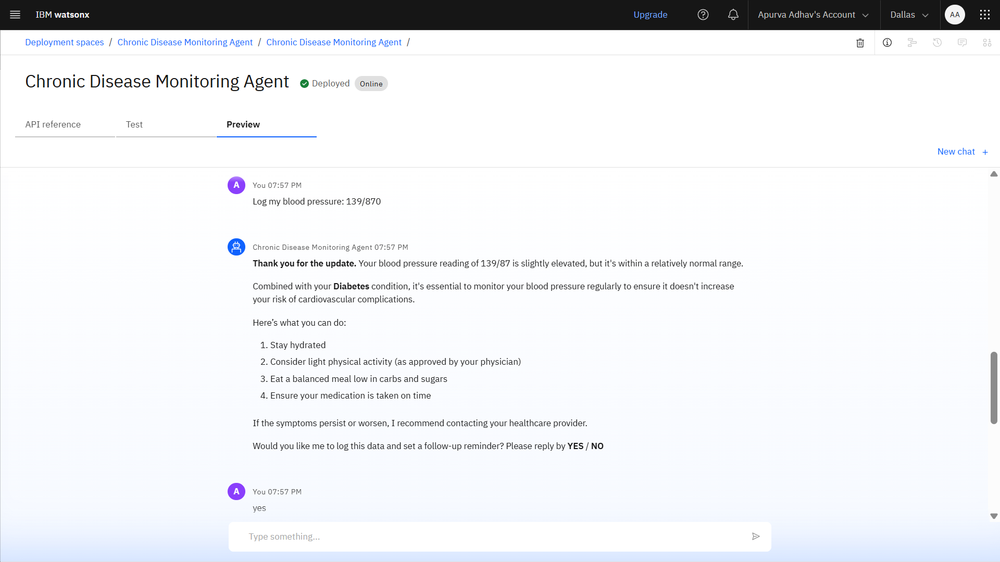 IBM watsonx
Upgrade
Apurva Adhav's Account
Dallas
AA
Deployment spaces / Chronic Disease Monitoring Agent / Chronic Disease Monitoring Agent /
Chronic Disease Monitoring Agent
Deployed
Online
API reference
Test
Preview
New chat +
A
You 07:57 PM
Log my blood pressure: 139/870
Chronic Disease Monitoring Agent 07:57 PM
Thank you for the update. Your blood pressure reading of 139/87 is slightly elevated, but it's within a relatively normal range.
Combined with your Diabetes condition, it's essential to monitor your blood pressure regularly to ensure it doesn't increase
your risk of cardiovascular complications.
Here’s what you can do:
1. Stay hydrated
2. Consider light physical activity (as approved by your physician)
3. Eat a balanced meal low in carbs and sugars
4. Ensure your medication is taken on time
If the symptoms persist or worsen, I recommend contacting your healthcare provider.
Would you like me to log this data and set a follow-up reminder? Please reply by YES / NO
A
You 07:57 PM
yes
Type something...